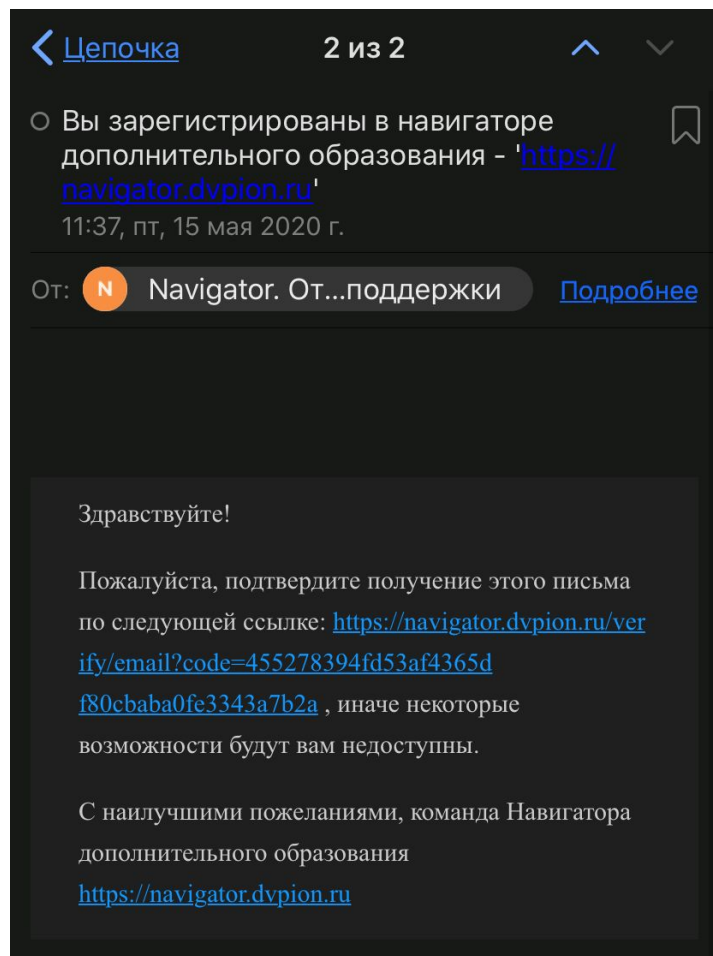 Цепочка
2 из 2
Вы зарегистрированы в навигаторе
дополнительного образования - 'https://
navigator.dvpion.ru'
11:37, пт, 15 мая 2020 г.
От: N Navigator. От...поддержки Подробнее
Здравствуйте!
Пожалуйста, подтвердите получение этого письма
по следующей ссылке: https://navigator.dvpion.ru/ver
ify/email?code=455278394fd53af4365d
f80cbaba0fe3343a7b2a , иначе некоторые
возможности будут вам недоступны.
С наилучшими пожеланиями, команда Навигатора
дополнительного образования
https://navigator.dvpion.ru